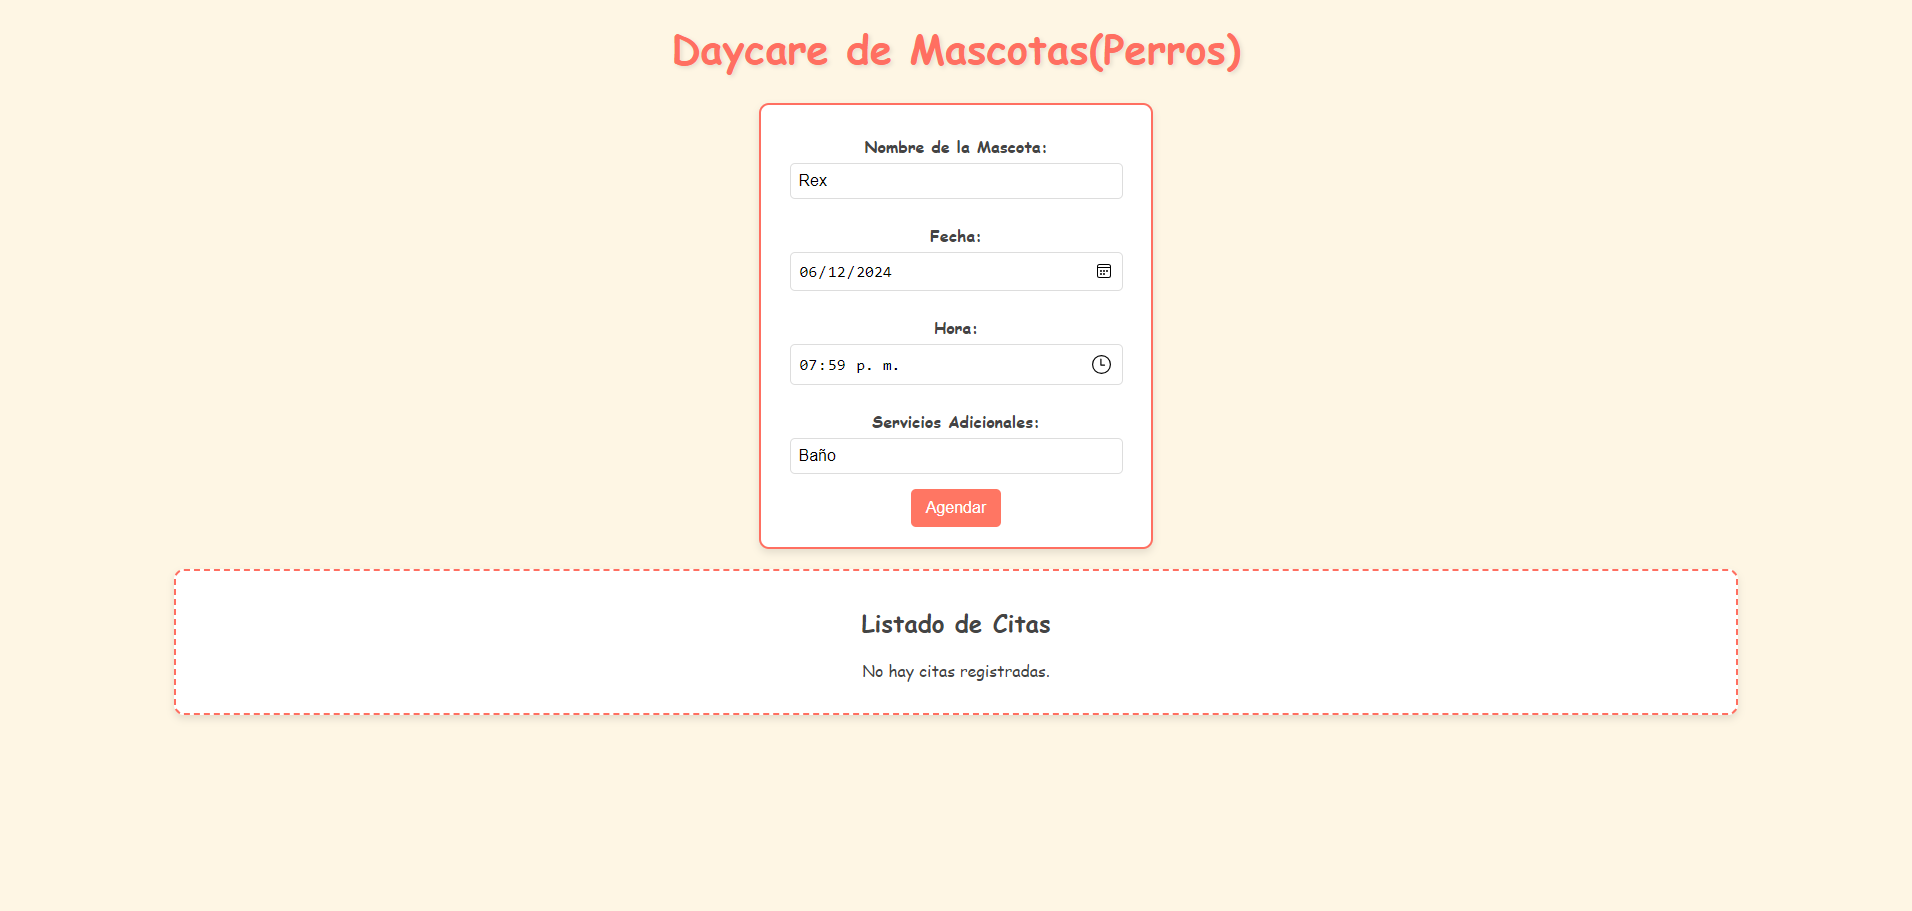 Daycare de Mascotas(Perros)
Nombre de la Mascota:
Rex
Fecha:
06/12/2024
Hora:
07:59 p. m.
Servicios Adicionales:
Baño
Agendar
Listado de Citas
No hay citas registradas.